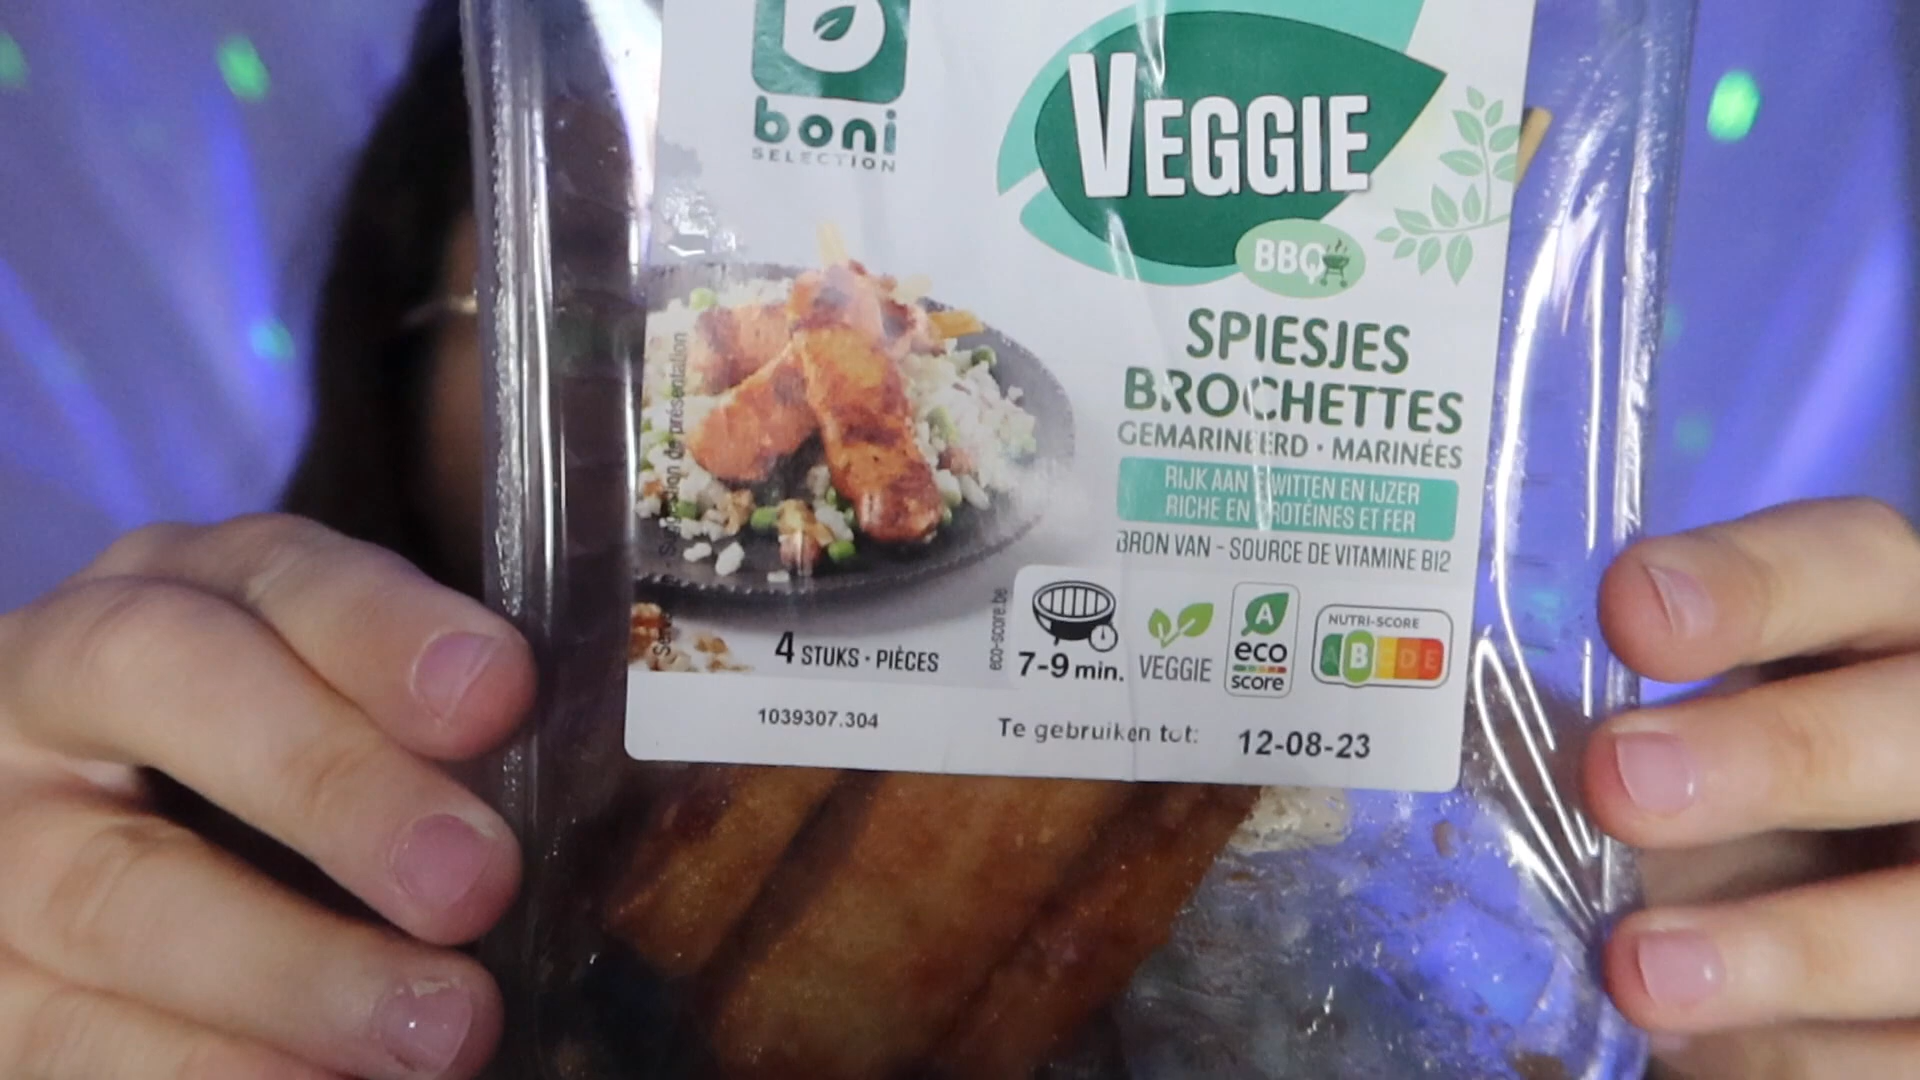 boni
SELECTION
VEGGIE
BBQ
SPIESJES
BROCHETTES
GEMARINEERD · MARINÉES
RIJK AAN EIWITTEN EN IJZER
RICHE EN PROTÉINES ET FER
BRON VAN - SOURCE DE VITAMINE B12
de présentation
4 STUKS · PIÈCES
eco-score.be
7-9 min.
VEGGIE
A
eco
score
NUTRI-SCORE
A B C D E
1039307.304
Te gebruiken tot: 12-08-23